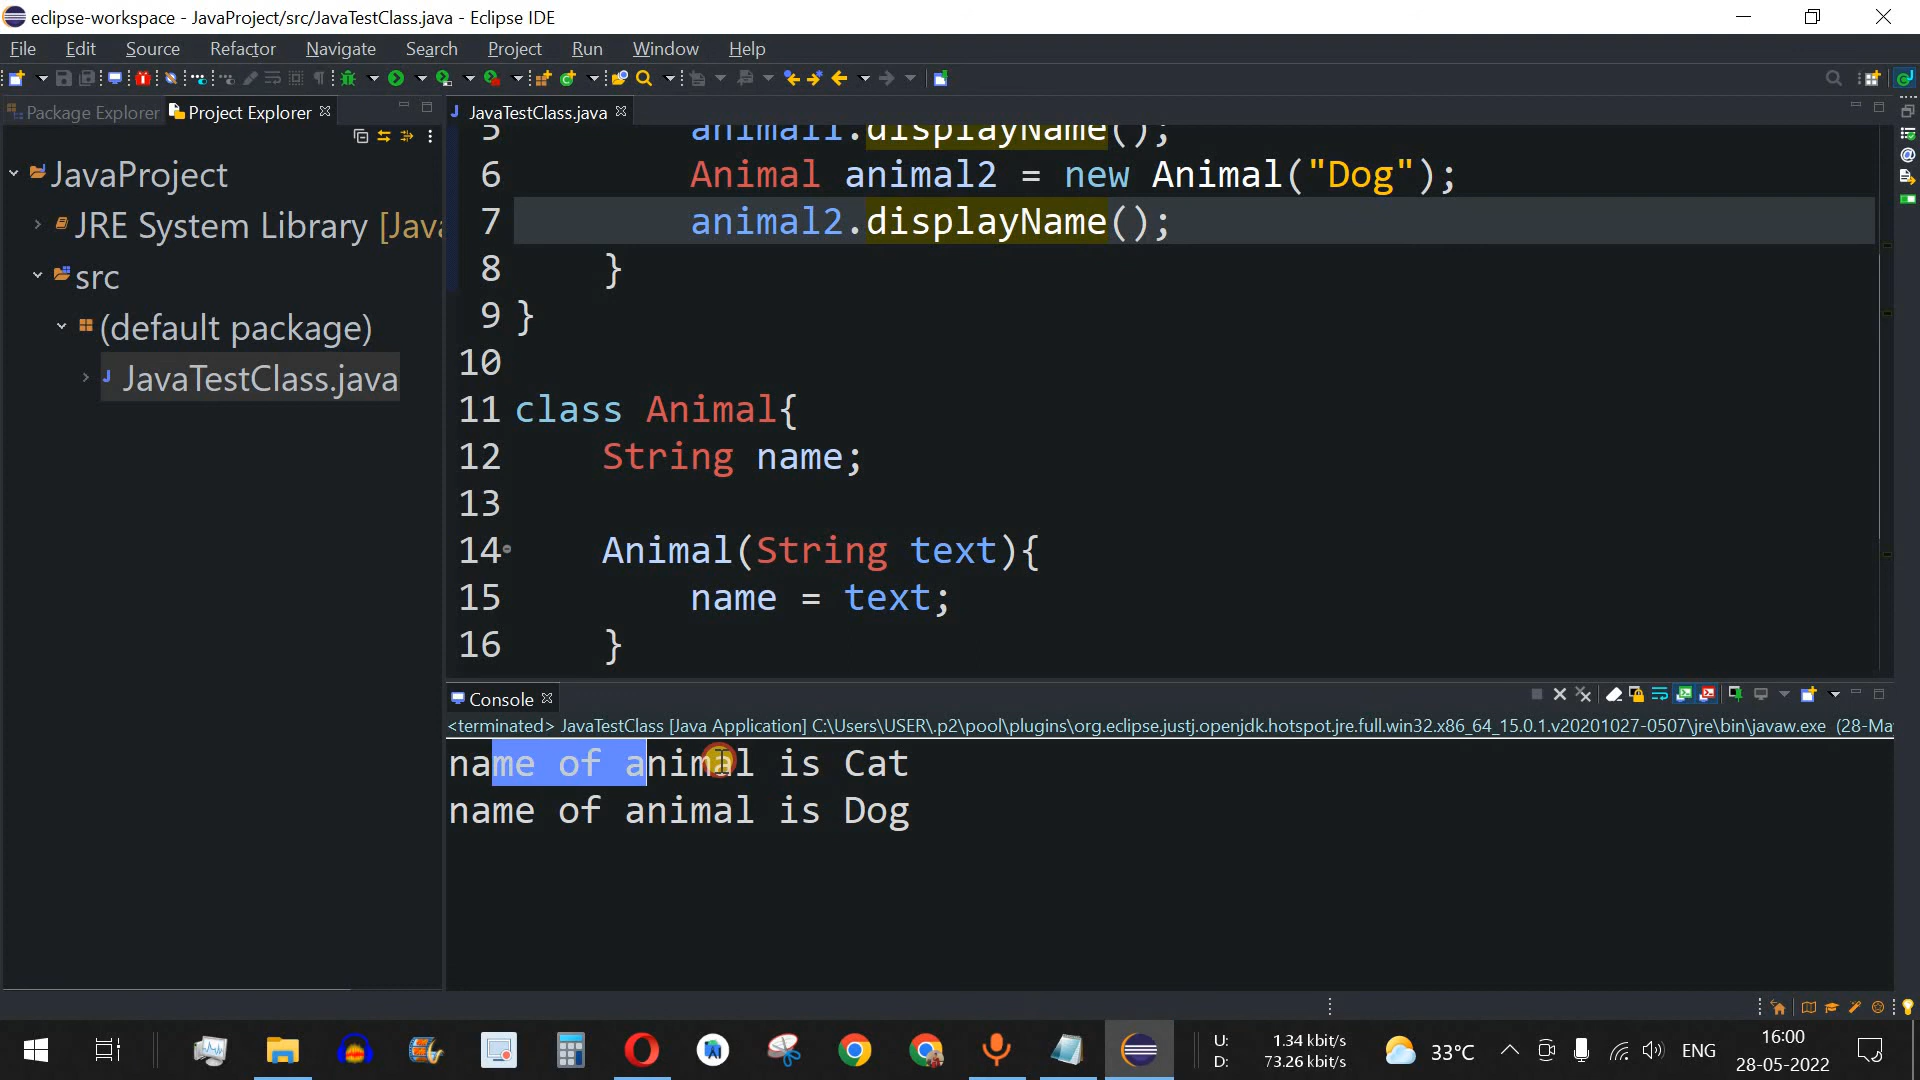 eclipse-workspace - JavaProject/src/JavaTestClass.java - Eclipse IDE
File Edit Source Refactor Navigate Search Project Run Window Help
Package Explorer Project Explorer JavaTestClass.java
JavaProject
JRE System Library [Java
src
(default package)
JavaTestClass.java
5 animal1.displayName();
6 Animal animal2 = new Animal("Dog");
7 animal2.displayName();
8 }
9 }
10
11 class Animal{
12 String name;
13
14 Animal(String text){
15 name = text;
16 }
Console
<terminated> JavaTestClass [Java Application] C:\Users\USER\.p2\pool\plugins\org.eclipse.justj.openjdk.hotspot.jre.full.win32.x86_64_15.0.1.v20201027-0507\jre\bin\javaw.exe (28-Ma
name of animal is Cat
name of animal is Dog
U: 1.34 kbit/s
D: 73.26 kbit/s
33°C
ENG
16:00
28-05-2022